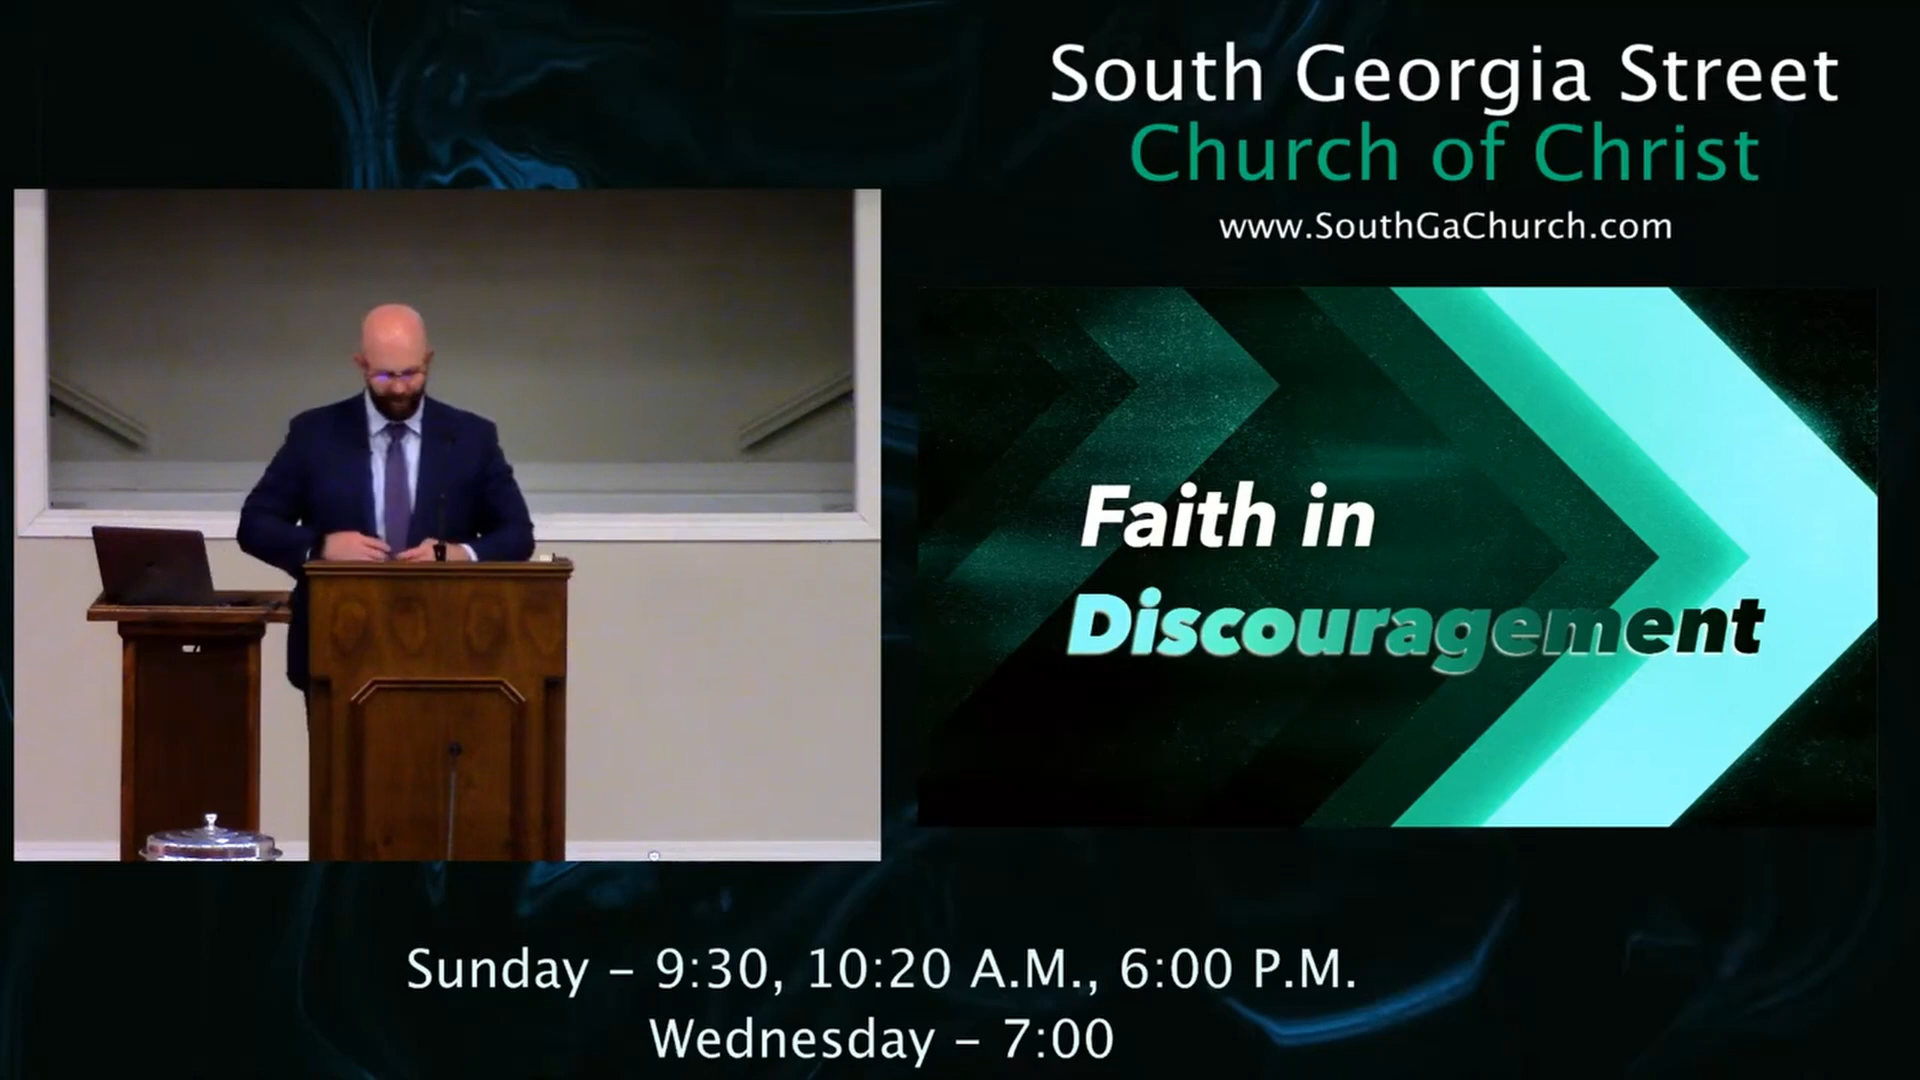 South Georgia Street
Church of Christ
www.SouthGaChurch.com
Faith in
Discouragement
Sunday – 9:30, 10:20 A.M., 6:00 P.M.
Wednesday – 7:00